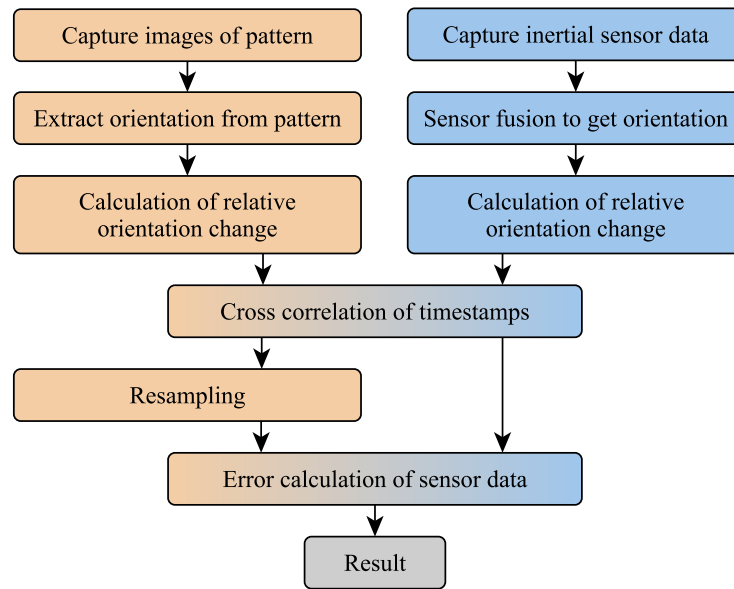 Capture images of pattern
Capture inertial sensor data
Extract orientation from pattern
Sensor fusion to get orientation
Calculation of relative
orientation change
Calculation of relative
orientation change
Cross correlation of timestamps
Resampling
Error calculation of sensor data
Result